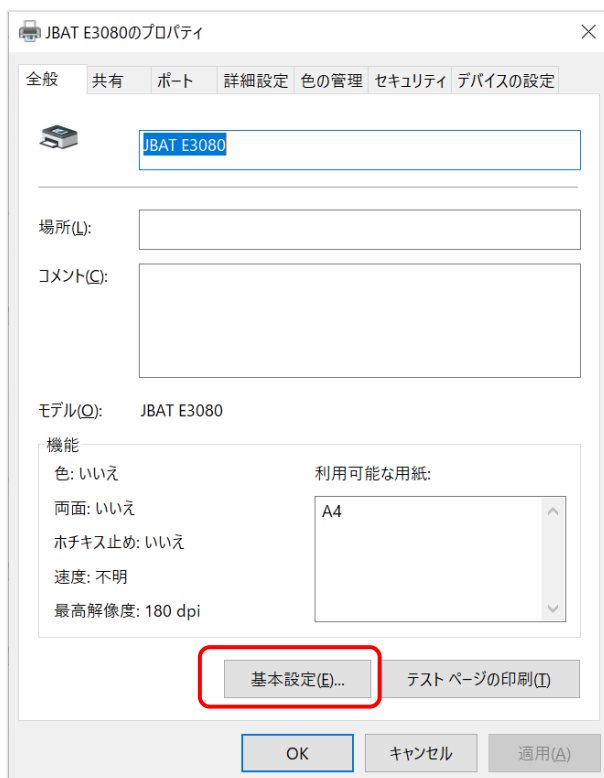 JBAT E3080のプロパティ
全般 共有 ポート 詳細設定 色の管理 セキュリティ デバイスの設定
JBAT E3080
場所(L):
コメント(C):
モデル(O): JBAT E3080
機能
色: いいえ 利用可能な用紙:
両面: いいえ A4
ホチキス止め: いいえ
速度: 不明
最高解像度: 180 dpi
基本設定(E)... テスト ページの印刷(T)
OK キャンセル 適用(A)